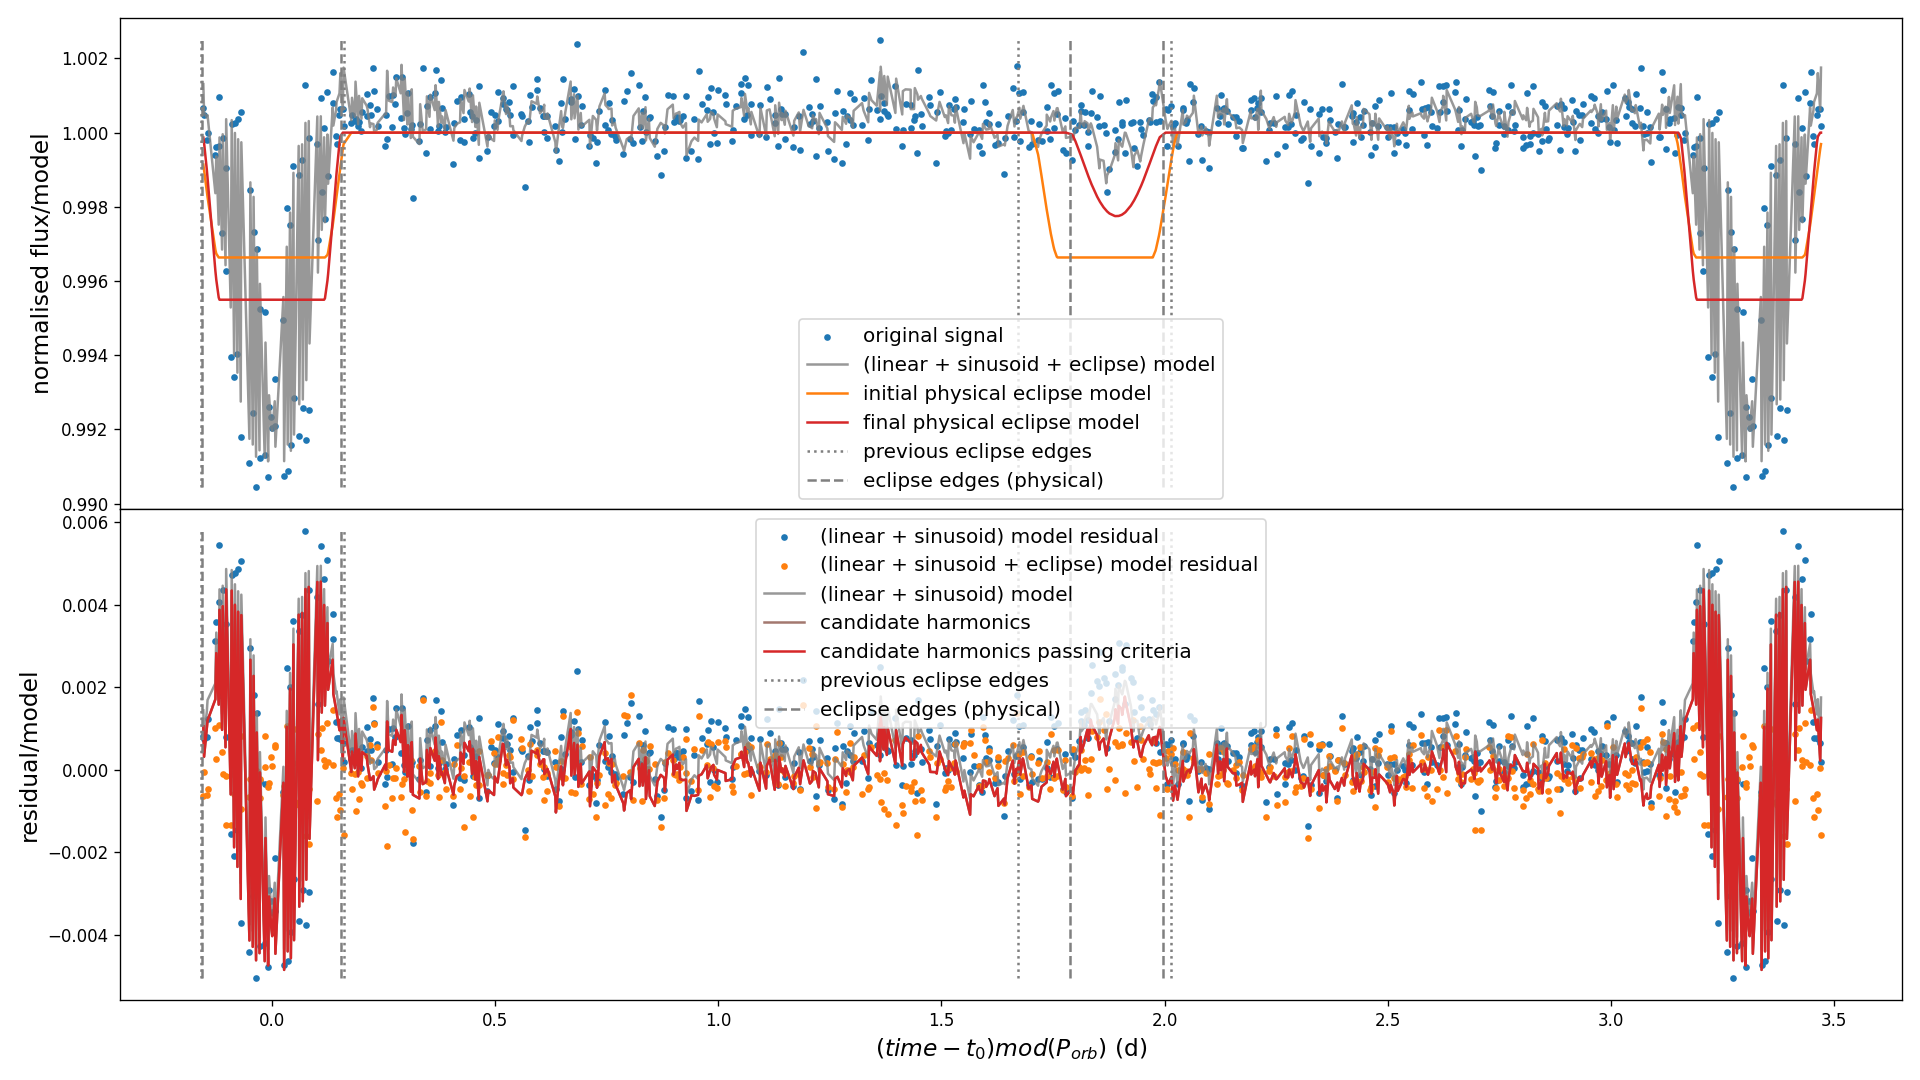 normalised flux/model
1.002
1.000
0.998
0.996
0.994
0.992
0.990
original signal
(linear + sinusoid + eclipse) model
initial physical eclipse model
final physical eclipse model
previous eclipse edges
eclipse edges (physical)
residual/model
0.006
0.004
0.002
0.000
−0.002
−0.004
(linear + sinusoid) model residual
(linear + sinusoid + eclipse) model residual
(linear + sinusoid) model
candidate harmonics
candidate harmonics passing criteria
previous eclipse edges
eclipse edges (physical)
0.0 0.5 1.0 1.5 2.0 2.5 3.0 3.5
(time − t₀)mod(Pₒᵣb) (d)